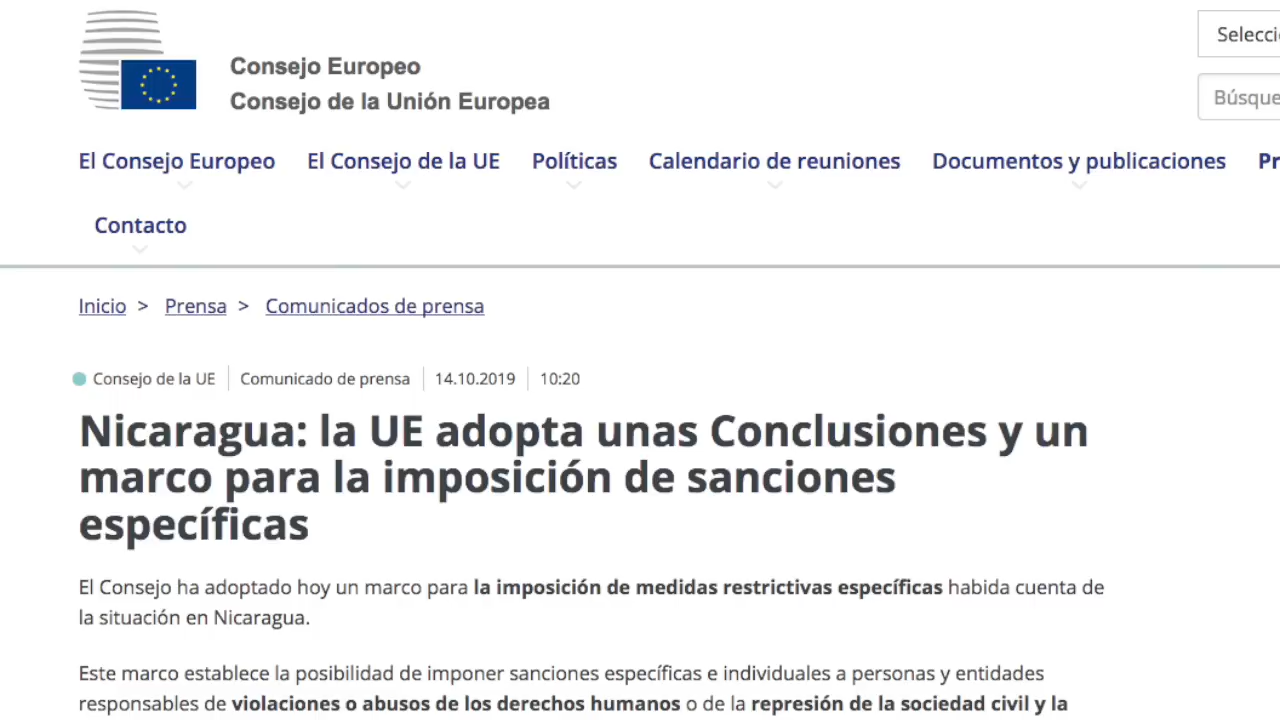 Consejo Europeo
Consejo de la Unión Europea
Selecci
Búsque
El Consejo Europeo El Consejo de la UE Políticas Calendario de reuniones Documentos y publicaciones Pr
Contacto
Inicio > Prensa > Comunicados de prensa
Consejo de la UE Comunicado de prensa 14.10.2019 10:20
Nicaragua: la UE adopta unas Conclusiones y un
marco para la imposición de sanciones
específicas
El Consejo ha adoptado hoy un marco para la imposición de medidas restrictivas específicas habida cuenta de
la situación en Nicaragua.
Este marco establece la posibilidad de imponer sanciones específicas e individuales a personas y entidades
responsables de violaciones o abusos de los derechos humanos o de la represión de la sociedad civil y la